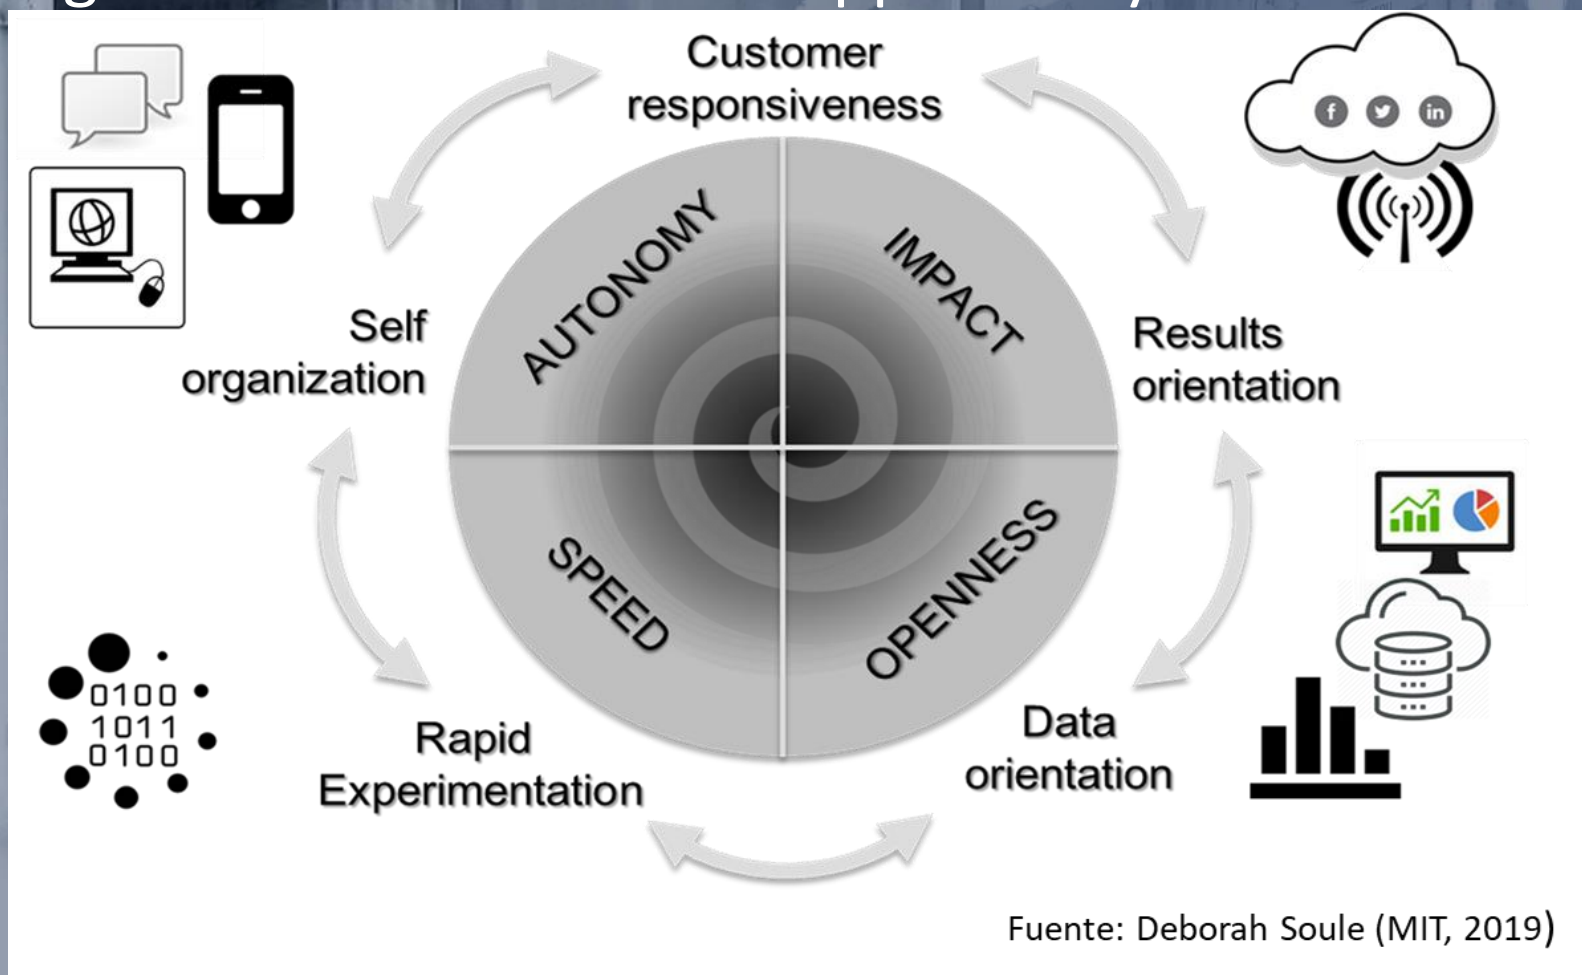 Customer
responsiveness
AUTONOMY
IMPACT
Self
organization
Results
orientation
SPEED
OPENNESS
Rapid
Experimentation
Data
orientation
0100
1011
0100
f
in
Fuente: Deborah Soule (MIT, 2019)